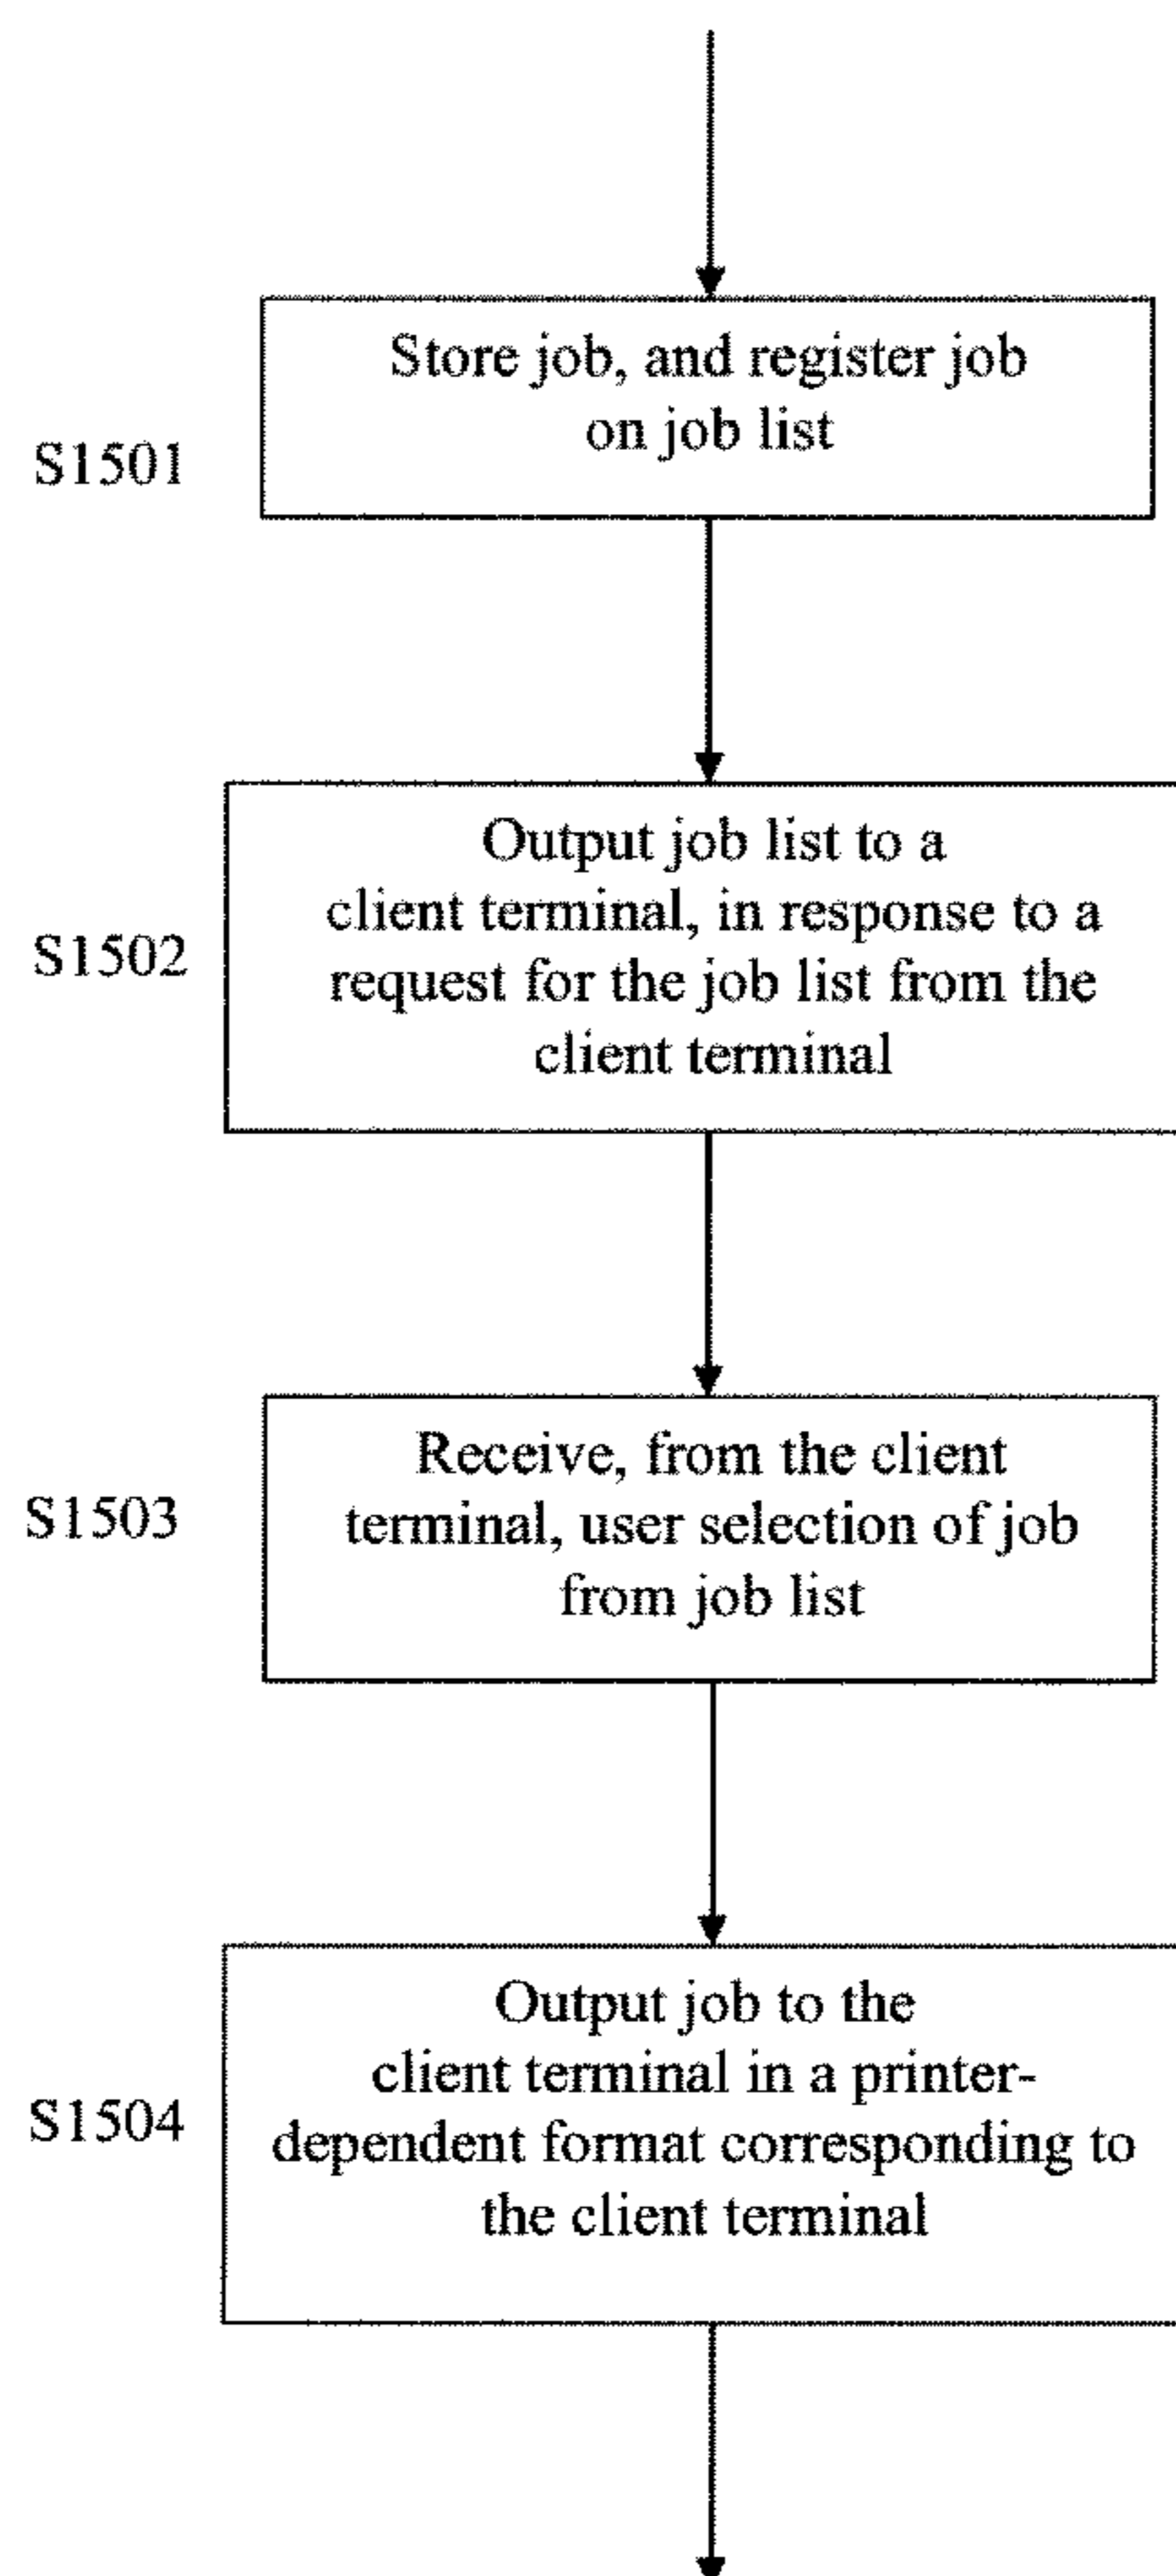 Store job, and register job
on job list
S1501
Output job list to a
client terminal, in response to a
request for the job list from the
client terminal
S1502
Receive, from the client
terminal, user selection of job
from job list
S1503
Output job to the
client terminal in a printer-
dependent format corresponding to
the client terminal
S1504